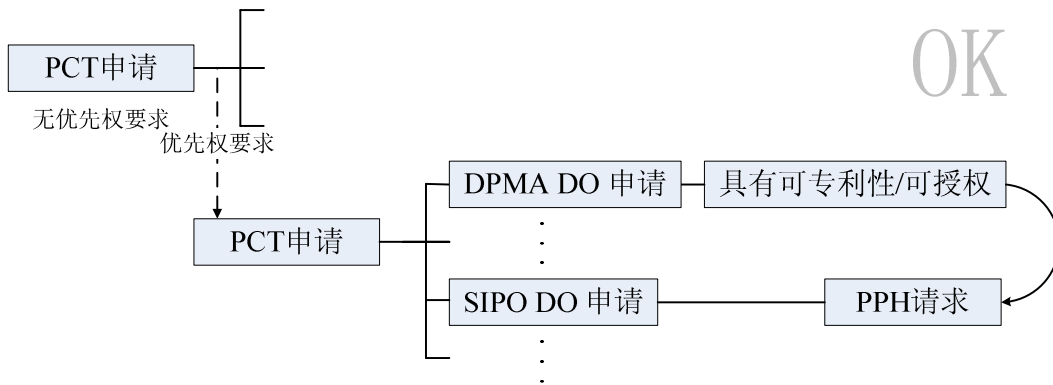 OK
PCT申请
无优先权要求
优先权要求
DPMA DO 申请
具有可专利性/可授权
PCT申请
SIPO DO 申请
PPH请求